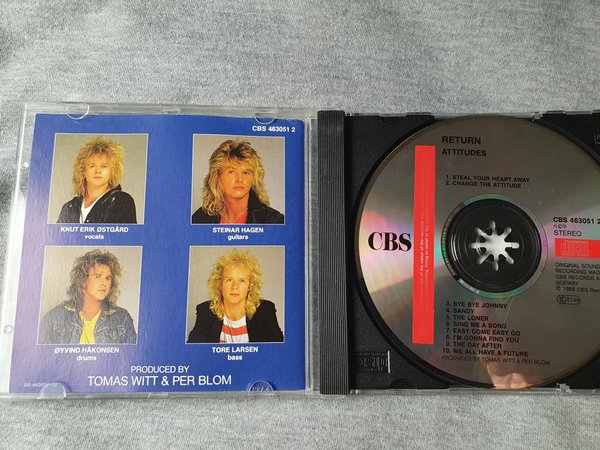 CBS 463051 2
KNUT ERIK ØSTGÅRD
vocals
STEINAR HAGEN
guitars
ØYVIND HÅKONSEN
drums
TORE LARSEN
bass
PRODUCED BY
TOMAS WITT & PER BLOM
RETURN
ATTITUDES
1. STEAL YOUR HEART AWAY
2. CHANGE THE ATTITUDE
CBS
CBS 463051 2
STEREO
ORIGINAL SOUND
RECORDING MAD
CBS RECORDS A
NORWAY
℗ 1988 CBS Rec
3. BYE BYE JOHNNY
4. SANDY
5. THE LONER
6. SING ME A SONG
7. EASY COME EASY GO
8. I'M GONNA FIND YOU
9. THE DAY AFTER
10. WE ALL HAVE A FUTURE
PRODUCED BY TOMAS WITT & PER BLOM